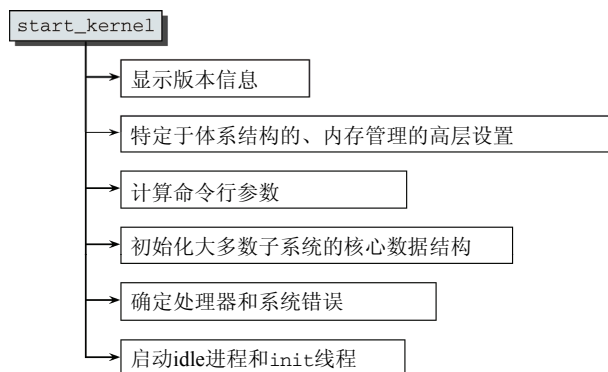 start_kernel
显示版本信息
特定于体系结构的、内存管理的高层设置
计算命令行参数
初始化大多数子系统的核心数据结构
确定处理器和系统错误
启动idle进程和init线程